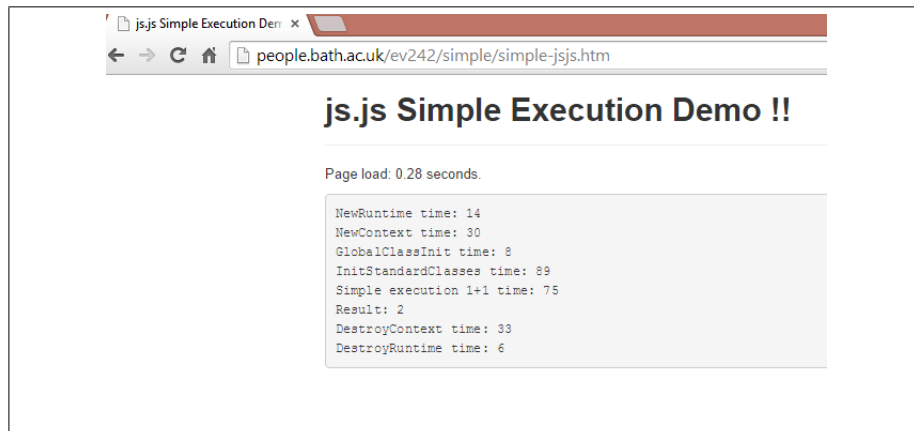 js.js Simple Execution Dem
people.bath.ac.uk/ev242/simple/simple-jsjs.htm
js.js Simple Execution Demo !!
Page load: 0.28 seconds.
NewRuntime time: 14
NewContext time: 30
GlobalClassInit time: 8
InitStandardClasses time: 89
Simple execution 1+1 time: 75
Result: 2
DestroyContext time: 33
DestroyRuntime time: 6